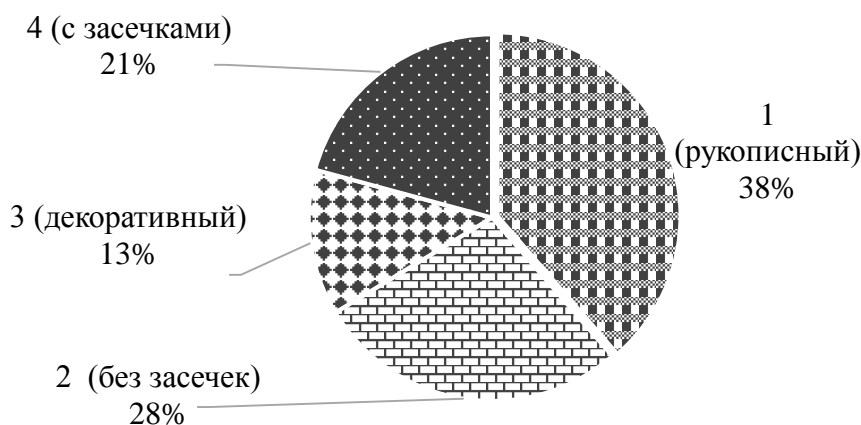 4 (с засечками)
21%
1
(рукописный)
38%
3 (декоративный)
13%
2 (без засечек)
28%